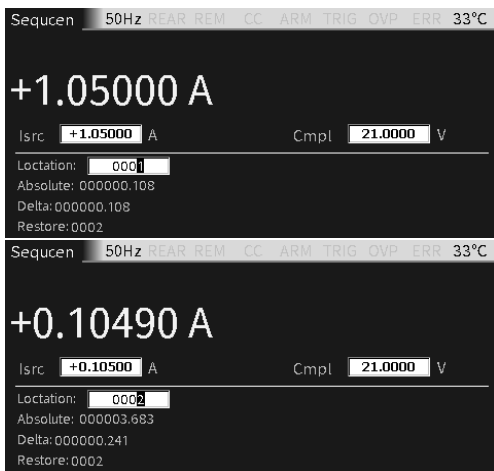 Sequcen 50Hz REAR REM CC ARM TRIG OVP ERR 33°C
+1.05000 A
Isrc +1.05000 A Cmpl 21.0000 V
Loctation: 0001
Absolute: 000000.108
Delta: 000000.108
Restore: 0002
Sequcen 50Hz REAR REM CC ARM TRIG OVP ERR 33°C
+0.10490 A
Isrc +0.10500 A Cmpl 21.0000 V
Loctation: 0002
Absolute: 000003.683
Delta: 000000.241
Restore: 0002